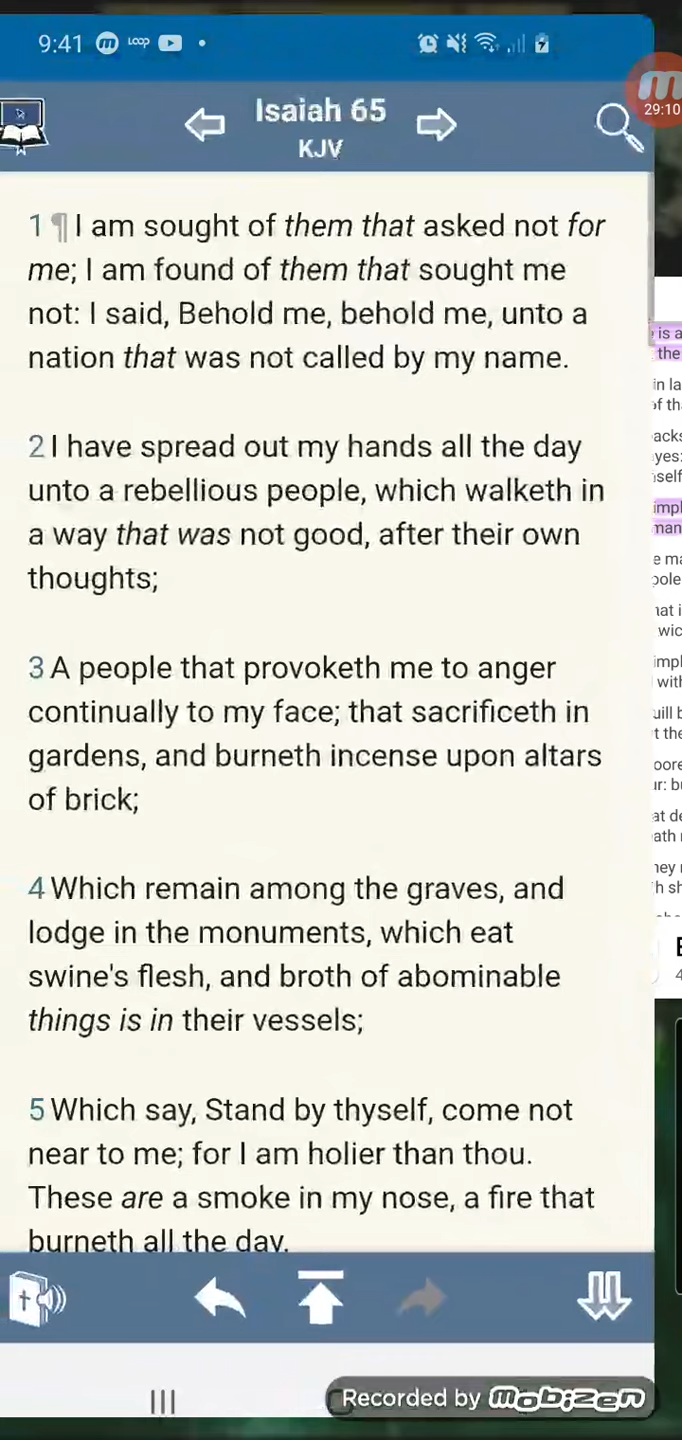 9:41 m LOOP
Isaiah 65
KJV
29:10
1 ¶ I am sought of them that asked not for
me; I am found of them that sought me
not: I said, Behold me, behold me, unto a
nation that was not called by my name.
2 I have spread out my hands all the day
unto a rebellious people, which walketh in
a way that was not good, after their own
thoughts;
3 A people that provoketh me to anger
continually to my face; that sacrificeth in
gardens, and burneth incense upon altars
of brick;
4 Which remain among the graves, and
lodge in the monuments, which eat
swine's flesh, and broth of abominable
things is in their vessels;
5 Which say, Stand by thyself, come not
near to me; for I am holier than thou.
These are a smoke in my nose, a fire that
burneth all the day.
Recorded by mobizen